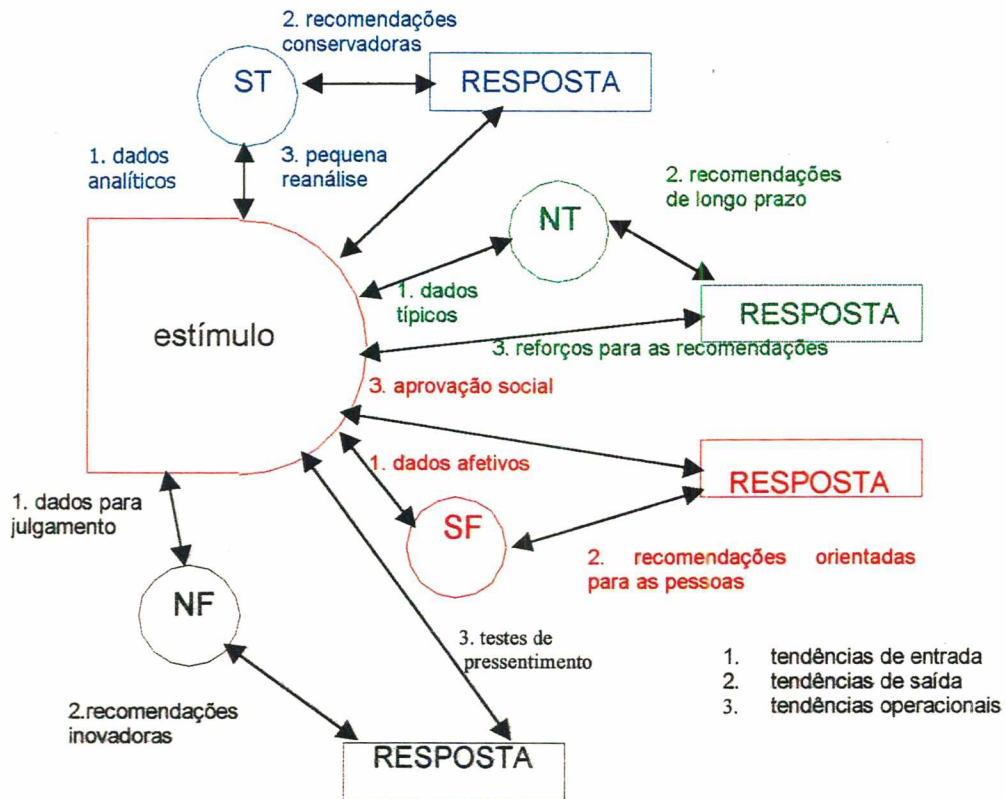 2. recomendações
conservadoras
ST
RESPOSTA
1. dados
analíticos
3. pequena
reanálise
2. recomendações
de longo prazo
NT
1. dados
típicos
RESPOSTA
estímulo
3. reforços para as recomendações
3. aprovação social
1. dados afetivos
RESPOSTA
SF
2. recomendações orientadas
para as pessoas
1. dados para
julgamento
NF
3. testes de
pressentimento
2.recomendações
inovadoras
RESPOSTA
1. tendências de entrada
2. tendências de saída
3. tendências operacionais